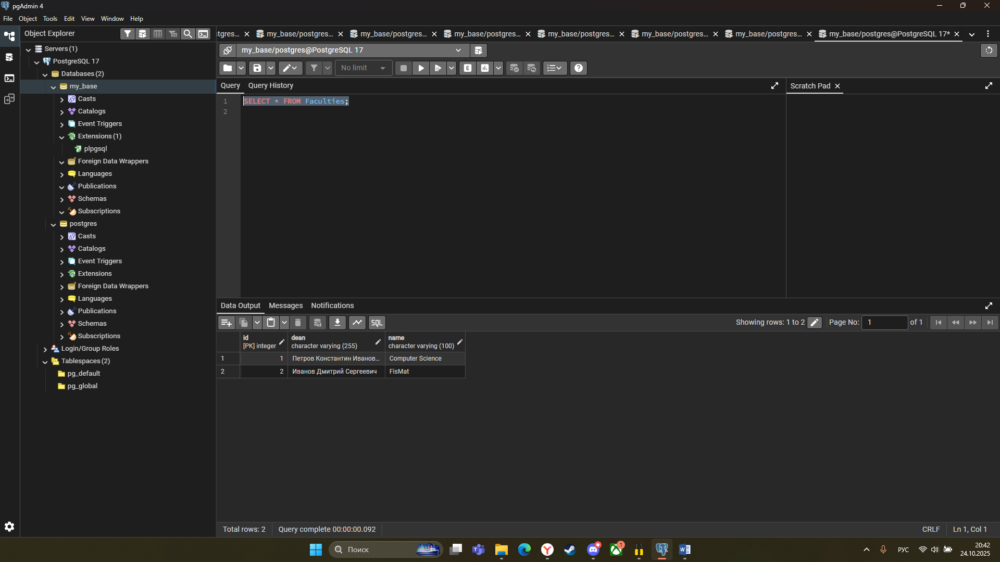 pgAdmin 4
File Object Tools Edit View Window Help
Object Explorer
Servers (1)
PostgreSQL 17
Databases (2)
my_base
Casts
Catalogs
Event Triggers
Extensions (1)
plpgsql
Foreign Data Wrappers
Languages
Publications
Schemas
Subscriptions
postgres
Casts
Catalogs
Event Triggers
Extensions
Foreign Data Wrappers
Languages
Publications
Schemas
Subscriptions
Login/Group Roles
Tablespaces (2)
pg_default
pg_global
tgres... my_base/postgres... my_base/postgres... my_base/postgres... my_base/postgres... my_base/postgres... my_base/postgres... my_base/postgres@PostgreSQL 17*
my_base/postgres@PostgreSQL 17
No limit E
Query Query History
Scratch Pad
1 SELECT * FROM Faculties;
2
Data Output Messages Notifications
SQL Showing rows: 1 to 2 Page No: 1 of 1
id dean name
[PK] integer character varying (255) character varying (100)
1 1 Петров Константин Иванов... Computer Science
2 2 Иванов Дмитрий Сергеевич FisMat
Total rows: 2 Query complete 00:00:00.092 CRLF Ln 1, Col 1
Поиск 1 РУС 20:42
24.10.2025